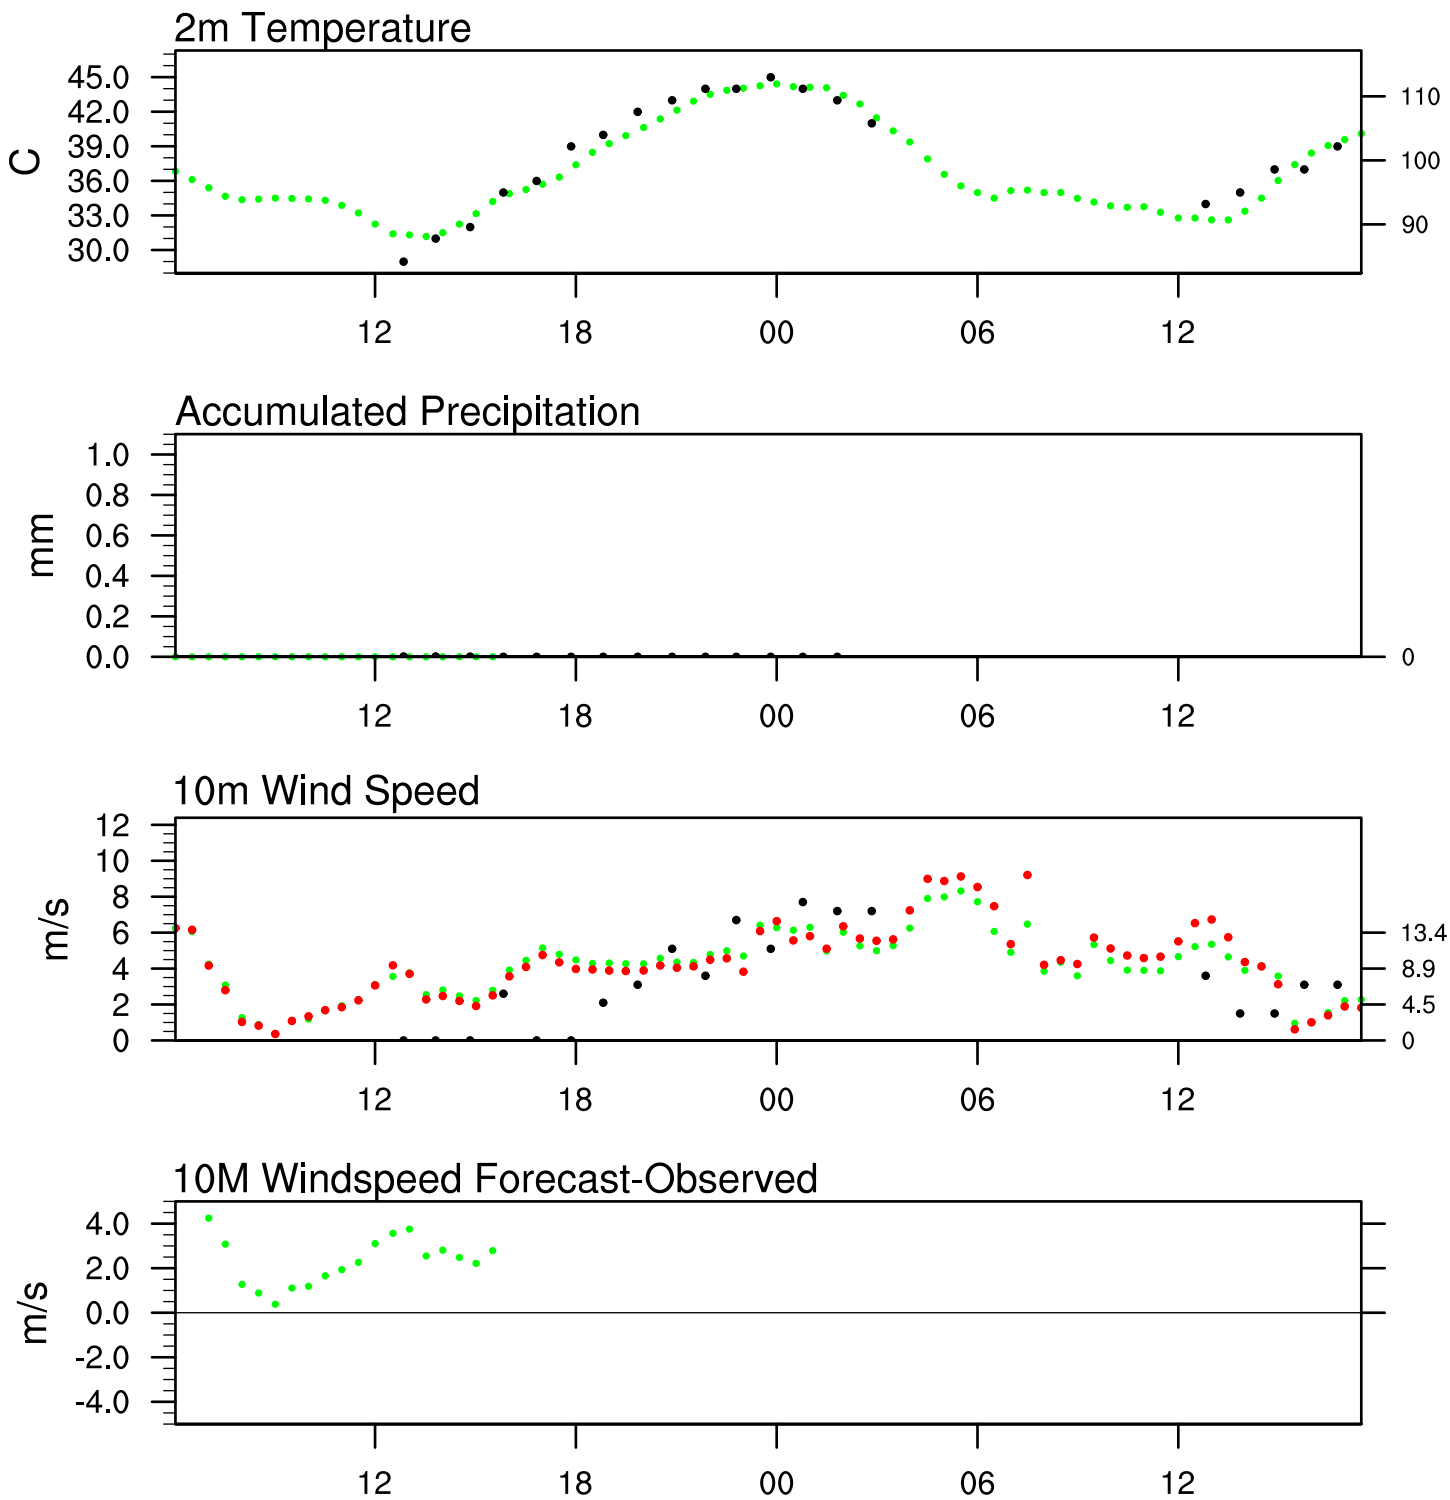 2m Temperature
45.0
42.0
39.0
36.0
33.0
30.0
C
110
100
90
12 18 00 06 12
Accumulated Precipitation
1.0
0.8
0.6
0.4
0.2
0.0
mm
0
12 18 00 06 12
10m Wind Speed
12
10
8
6
4
2
0
m/s
13.4
8.9
4.5
0
12 18 00 06 12
10M Windspeed Forecast-Observed
4.0
2.0
0.0
-2.0
-4.0
m/s
12 18 00 06 12